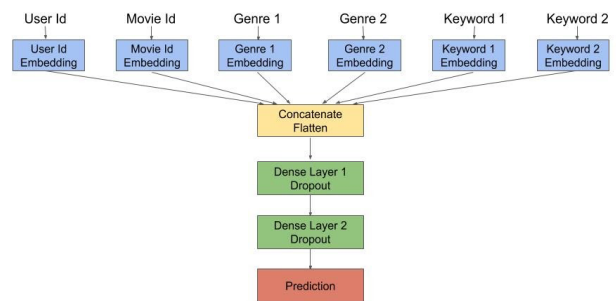 User Id
Movie Id
Genre 1
Genre 2
Keyword 1
Keyword 2
User Id
Embedding
Movie Id
Embedding
Genre 1
Embedding
Genre 2
Embedding
Keyword 1
Embedding
Keyword 2
Embedding
Concatenate
Flatten
Dense Layer 1
Dropout
Dense Layer 2
Dropout
Prediction